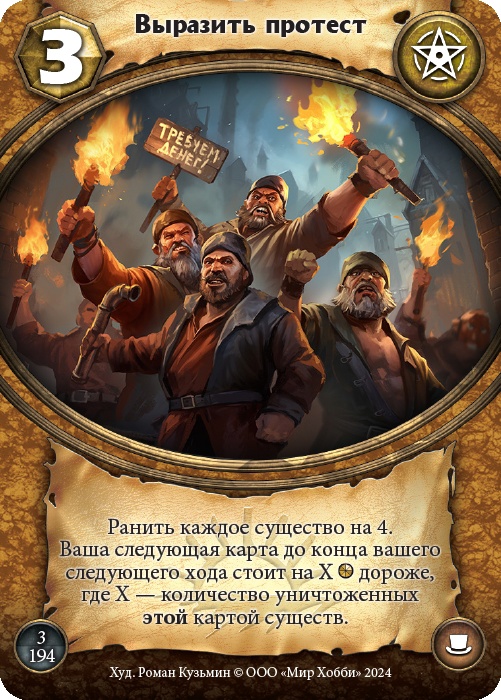 3
Выразить протест
ТРЕБУЕМ
ДЕНЕГ!
Ранить каждое существо на 4.
Ваша следующая карта до конца вашего
следующего хода стоит на X дороже,
где X — количество уничтоженных
этой картой существ.
3
194
Худ. Роман Кузьмин © ООО «Мир Хобби» 2024